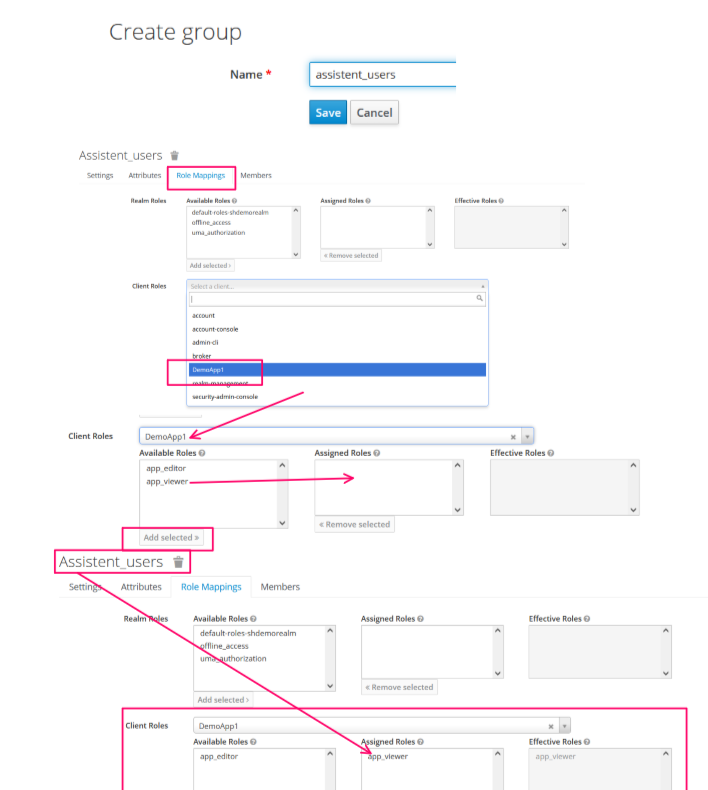 Create group
Name *
assistent_users
Save Cancel
Assistent_users
Settings Attributes Role Mappings Members
Realm Roles Available Roles Assigned Roles Effective Roles
default-roles-shdemorealm
offline_access
uma_authorization
« Remove selected
Add selected »
Client Roles Select a client...
account
account-console
admin-cli
broker
DemoApp1
realm-management
security-admin-console
Client Roles DemoApp1
Available Roles Assigned Roles Effective Roles
app_editor
app_viewer
« Remove selected
Add selected »
Assistent_users
Settings Attributes Role Mappings Members
Realm Roles Available Roles Assigned Roles Effective Roles
default-roles-shdemorealm
offline_access
uma_authorization
« Remove selected
Add selected »
Client Roles DemoApp1
Available Roles Assigned Roles Effective Roles
app_editor app_viewer app_viewer